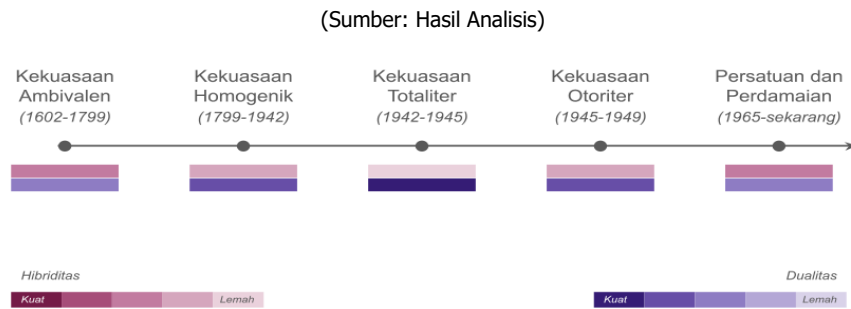 (Sumber: Hasil Analisis)
Kekuasaan
Ambivalen
(1602-1799)
Kekuasaan
Homogenik
(1799-1942)
Kekuasaan
Totaliter
(1942-1945)
Kekuasaan
Otoriter
(1945-1949)
Persatuan dan
Perdamaian
(1965-sekarang)
Hibriditas
Kuat
Lemah
Dualitas
Kuat
Lemah